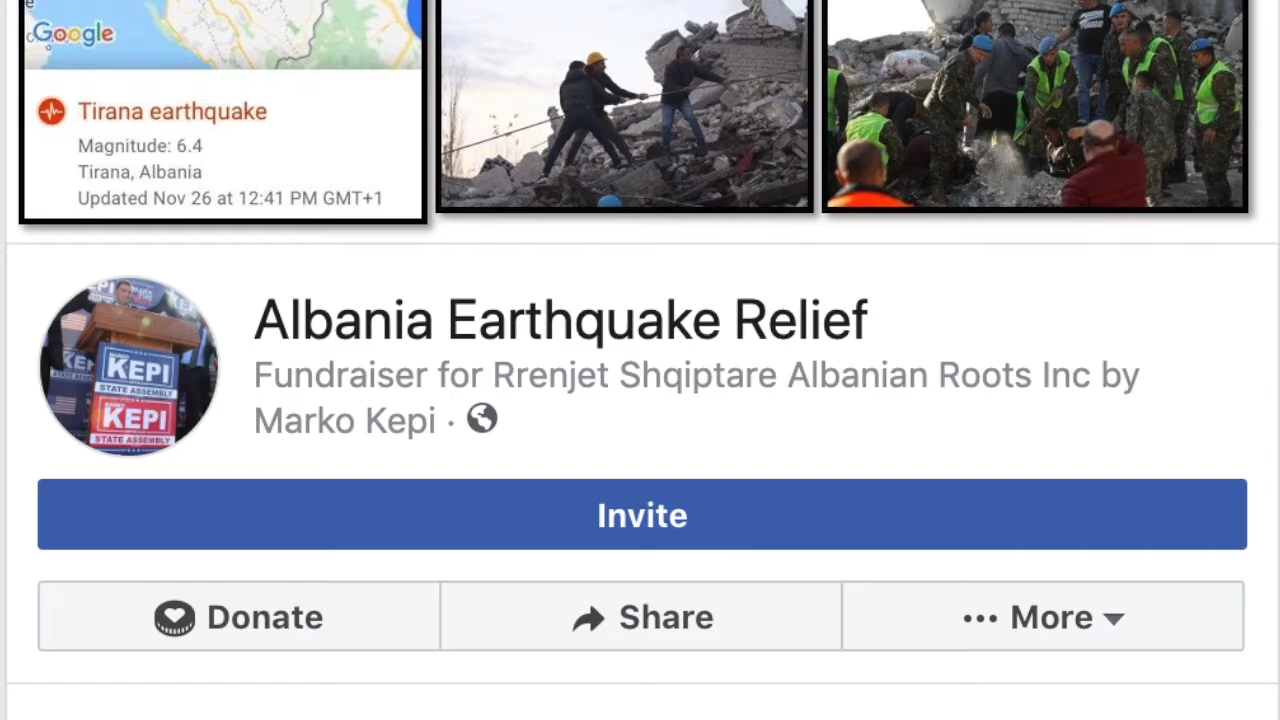 Google
Tirana earthquake
Magnitude: 6.4
Tirana, Albania
Updated Nov 26 at 12:41 PM GMT+1
Albania Earthquake Relief
Fundraiser for Rrenjet Shqiptare Albanian Roots Inc by
Marko Kepi ·
KEPI
STATE ASSEMBLY
KEPI
STATE ASSEMBLY
Invite
Donate
Share
More